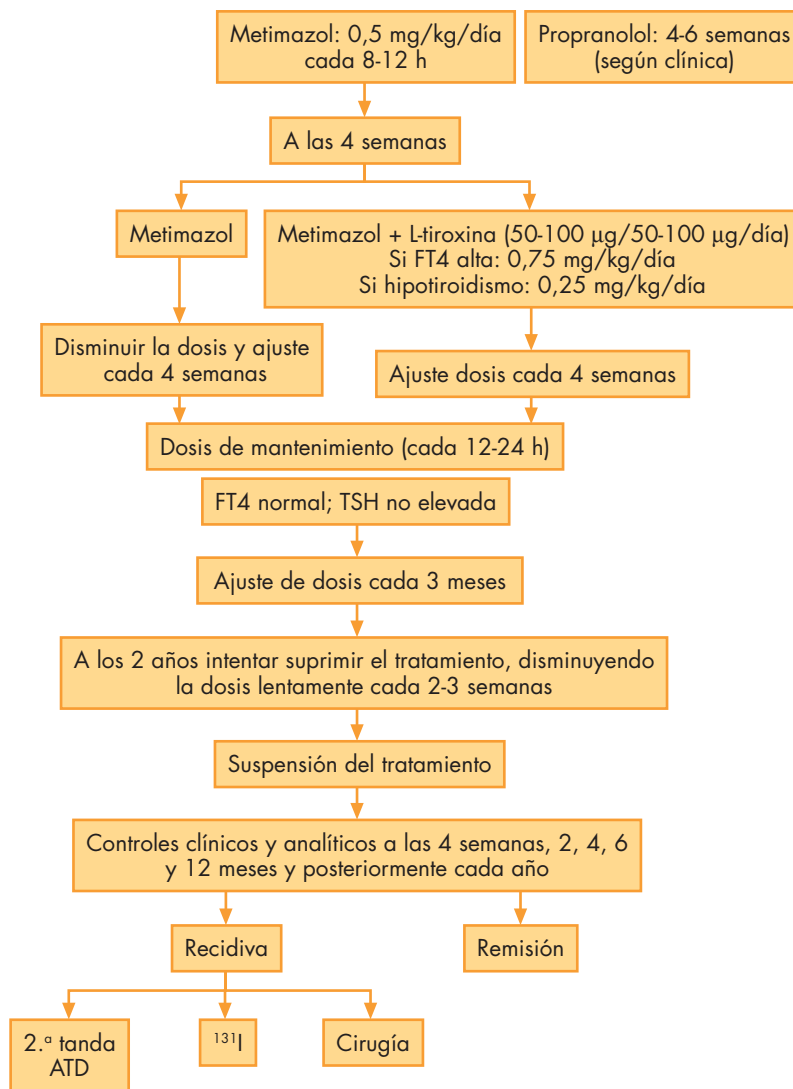 Metimazol: 0,5 mg/kg/día
cada 8-12 h
Propranolol: 4-6 semanas
(según clínica)
A las 4 semanas
Metimazol
Metimazol + L-tiroxina (50-100 μg/50-100 μg/día)
Si FT4 alta: 0,75 mg/kg/día
Si hipotiroidismo: 0,25 mg/kg/día
Disminuir la dosis y ajuste
cada 4 semanas
Ajuste dosis cada 4 semanas
Dosis de mantenimiento (cada 12-24 h)
FT4 normal; TSH no elevada
Ajuste de dosis cada 3 meses
A los 2 años intentar suprimir el tratamiento, disminuyendo
la dosis lentamente cada 2-3 semanas
Suspensión del tratamiento
Controles clínicos y analíticos a las 4 semanas, 2, 4, 6
y 12 meses y posteriormente cada año
Recidiva
Remisión
2.ª tanda
ATD
¹³¹I
Cirugía